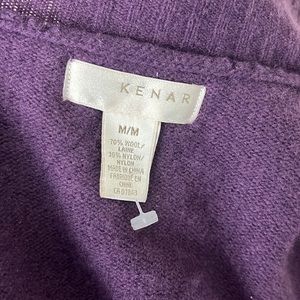 KENAR
M/M
70% WOOL/
LAINE
30% NYLON/
NYLON
MADE IN CHINA
FABRIQUÉ EN
CHINE